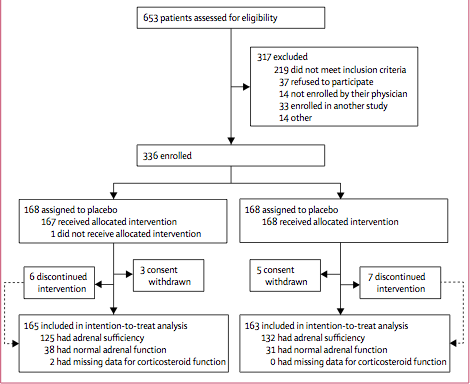 653 patients assessed for eligibility
317 excluded
219 did not meet inclusion criteria
37 refused to participate
14 not enrolled by their physician
33 enrolled in another study
14 other
336 enrolled
168 assigned to placebo
167 received allocated intervention
1 did not receive allocated intervention
168 assigned to placebo
168 received allocated intervention
6 discontinued
intervention
3 consent
withdrawn
5 consent
withdrawn
7 discontinued
intervention
165 included in intention-to-treat analysis
125 had adrenal sufficiency
38 had normal adrenal function
2 had missing data for corticosteroid function
163 included in intention-to-treat analysis
132 had adrenal sufficiency
31 had normal adrenal function
0 had missing data for corticosteroid function